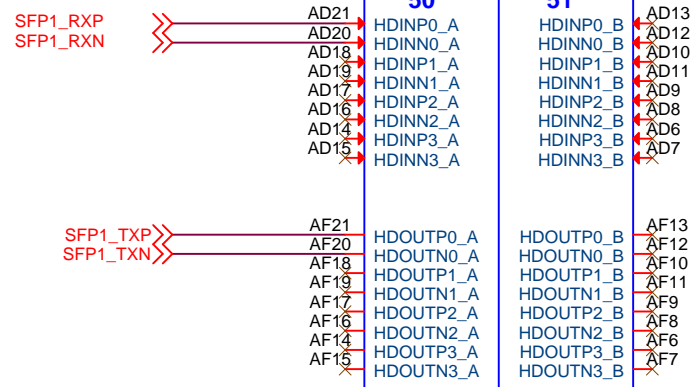 50 51
SFP1_RXP AD21 HDINP0_A HDINP0_B AD13
SFP1_RXN AD20 HDINN0_A HDINN0_B AD12
AD18 HDINP1_A HDINP1_B AD10
AD19 HDINN1_A HDINN1_B AD11
AD17 HDINP2_A HDINP2_B AD9
AD16 HDINN2_A HDINN2_B AD8
AD14 HDINP3_A HDINP3_B AD6
AD15 HDINN3_A HDINN3_B AD7
SFP1_TXP AF21 HDOUTP0_A HDOUTP0_B AF13
SFP1_TXN AF20 HDOUTN0_A HDOUTN0_B AF12
AF18 HDOUTP1_A HDOUTP1_B AF10
AF19 HDOUTN1_A HDOUTN1_B AF11
AF17 HDOUTP2_A HDOUTP2_B AF9
AF16 HDOUTN2_A HDOUTN2_B AF8
AF14 HDOUTP3_A HDOUTP3_B AF6
AF15 HDOUTN3_A HDOUTN3_B AF7